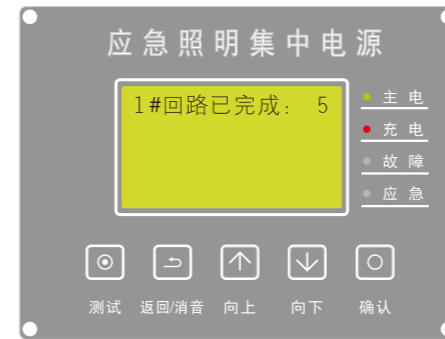 应急照明集中电源
1#回路已完成： 5
主电
充电
故障
应急
测试 返回/消音 向上 向下 确认